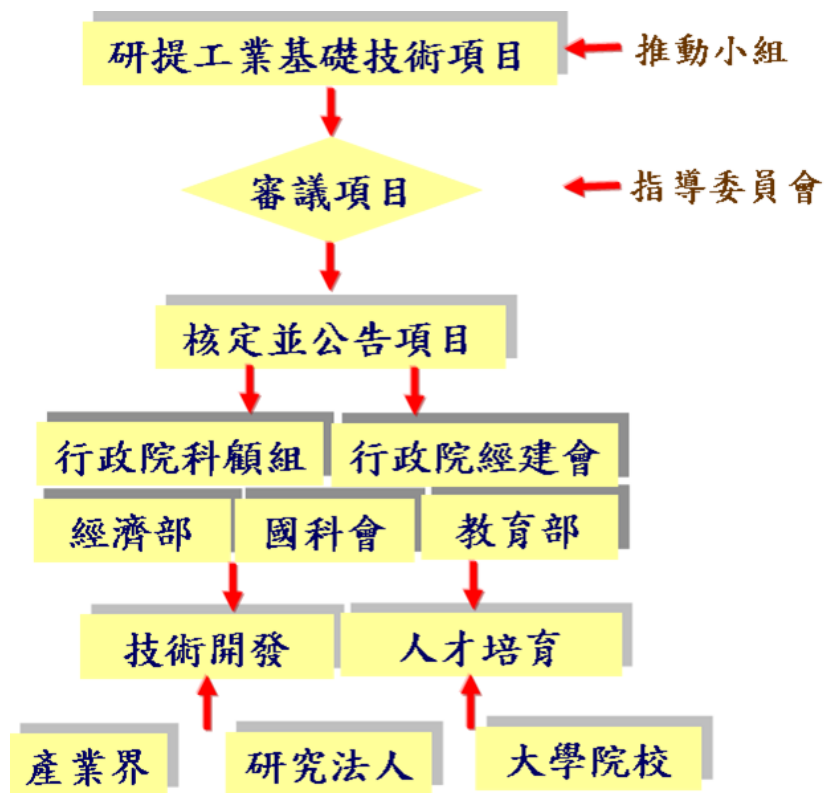 研提工業基礎技術項目
推動小組
審議項目
指導委員會
核定並公告項目
行政院科顧組
行政院經建會
經濟部
國科會
教育部
技術開發
人才培育
產業界
研究法人
大學院校